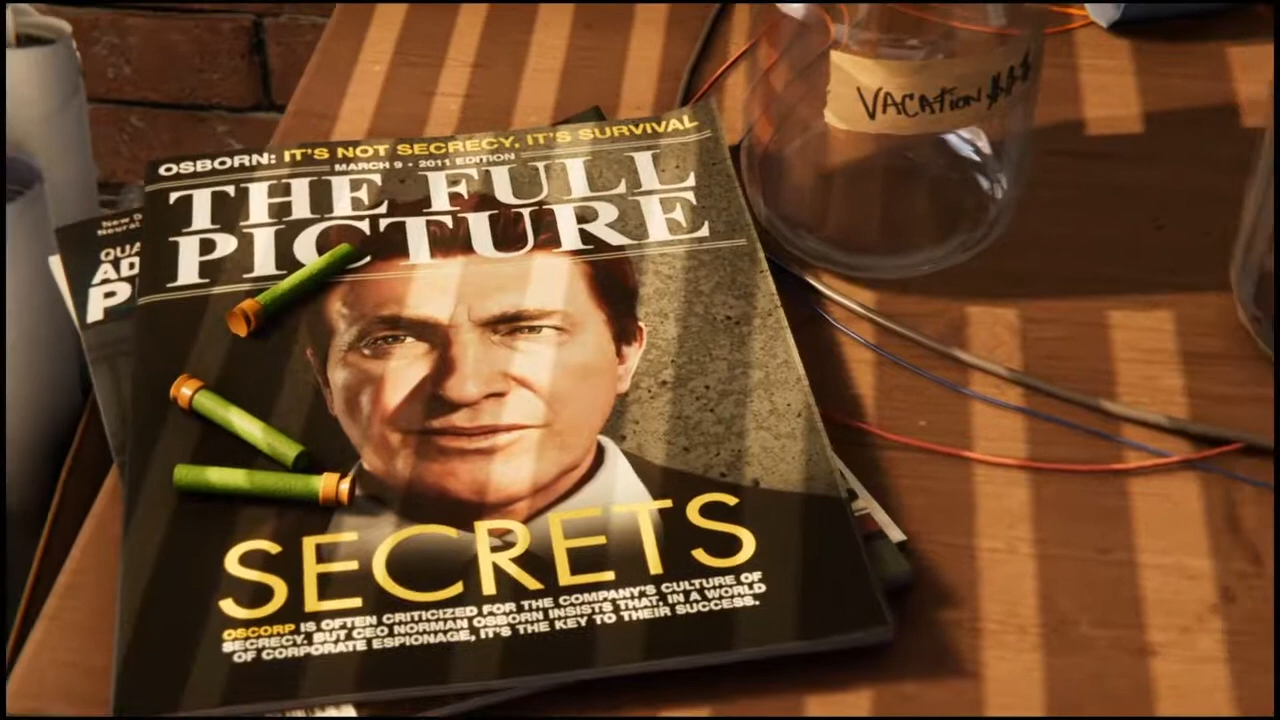 VACATION $$$
OSBORN: IT'S NOT SECRECY, IT'S SURVIVAL
MARCH 9 • 2011 EDITION
THE FULL
PICTURE
New
QUA
AD
P
SECRETS
OSCORP IS OFTEN CRITICIZED FOR THE COMPANY'S CULTURE OF
SECRECY. BUT CEO NORMAN OSBORN INSISTS THAT, IN A WORLD
OF CORPORATE ESPIONAGE, IT'S THE KEY TO THEIR SUCCESS.